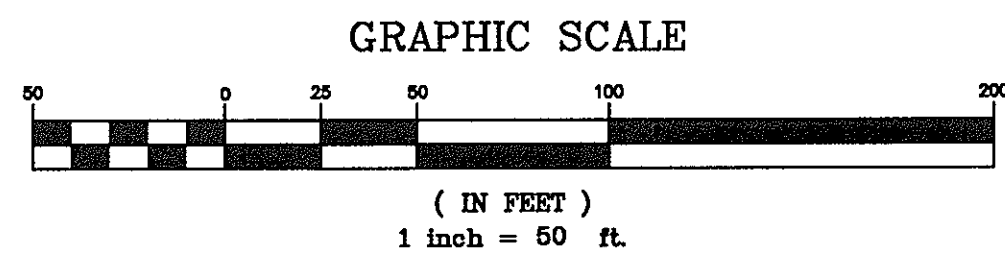 GRAPHIC SCALE
50 0 25 50 100 200
( IN FEET )
1 inch = 50 ft.